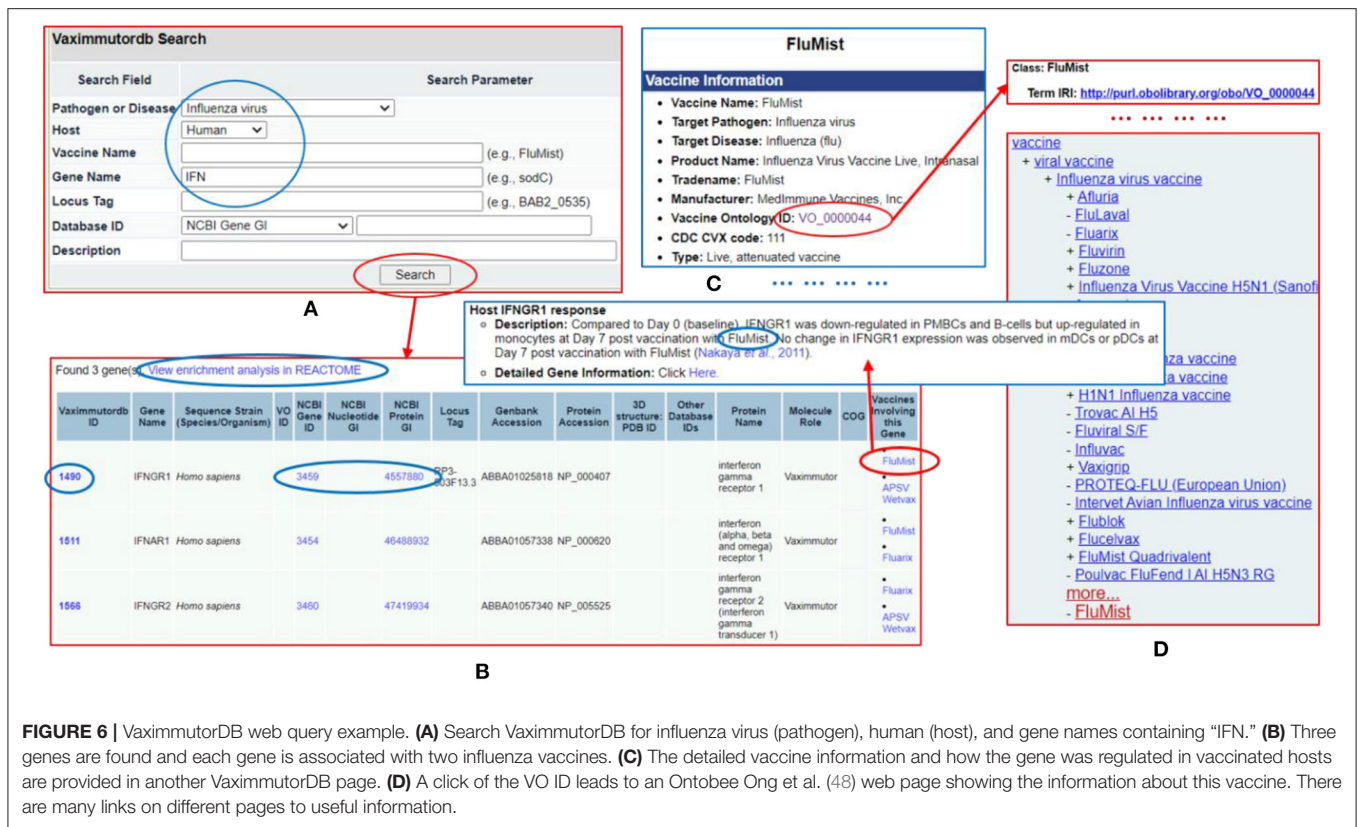 Vaximmutordb Search
Search Field Search Parameter
Pathogen or Disease Influenza virus
Host Human
Vaccine Name (e.g., FluMist)
Gene Name IFN (e.g., sodC)
Locus Tag (e.g., BAB2_0535)
Database ID NCBI Gene GI
Description
Search
A
FluMist
Vaccine Information
• Vaccine Name: FluMist
• Target Pathogen: Influenza virus
• Target Disease: Influenza (flu)
• Product Name: Influenza Virus Vaccine Live, Intranasal
• Tradename: FluMist
• Manufacturer: MedImmune Vaccines, Inc.
• Vaccine Ontology ID: VO_0000044
• CDC CVX code: 111
• Type: Live, attenuated vaccine
C
Class: FluMist
Term IRI: http://purl.obolibrary.org/obo/VO_0000044
vaccine
+ viral vaccine
+ Influenza virus vaccine
+ Afluria
- FluLaval
- Fluarix
+ Fluvirin
+ Fluzone
+ Influenza Virus Vaccine H5N1 (Sanofi
za vaccine
a vaccine
+ H1N1 Influenza vaccine
- Trovac AI H5
- Fluviral S/F
- Influvac
+ Vaxigrip
- PROTEQ-FLU (European Union)
- Intervet Avian Influenza virus vaccine
+ Flublok
+ Flucelvax
+ FluMist Quadrivalent
- Poulvac FluFend I AI H5N3 RG
more...
- FluMist
D
Host IFNGR1 response
Description: Compared to Day 0 (baseline), IFNGR1 was down-regulated in PMBCs and B-cells but up-regulated in
monocytes at Day 7 post vaccination with FluMist. No change in IFNGR1 expression was observed in mDCs or pDCs at
Day 7 post vaccination with FluMist (Nakaya et al., 2011).
Detailed Gene Information: Click Here.
Found 3 gene(s). View enrichment analysis in REACTOME
Vaximmutordb ID Gene Name Sequence Strain (Species/Organism) VO ID NCBI Gene ID NCBI Nucleotide GI NCBI Protein GI Locus Tag Genbank Accession Protein Accession 3D structure: PDB ID Other Database IDs Protein Name Molecule Role COG Vaccines Involving this Gene
1490 IFNGR1 Homo sapiens 3459 4557880 RP3-503F13.3 ABBA01025818 NP_000407 interferon gamma receptor 1 Vaximmutor • FluMist • APSV Wetvax
1511 IFNAR1 Homo sapiens 3454 46488932 ABBA01057338 NP_000620 interferon (alpha, beta and omega) receptor 1 Vaximmutor • FluMist • Fluarix
1566 IFNGR2 Homo sapiens 3460 47419934 ABBA01057340 NP_005525 interferon gamma receptor 2 (interferon gamma transducer 1) Vaximmutor • Fluarix • APSV Wetvax
B
FIGURE 6 | VaximmutorDB web query example. (A) Search VaximmutorDB for influenza virus (pathogen), human (host), and gene names containing “IFN.” (B) Three
genes are found and each gene is associated with two influenza vaccines. (C) The detailed vaccine information and how the gene was regulated in vaccinated hosts
are provided in another VaximmutorDB page. (D) A click of the VO ID leads to an Ontobee Ong et al. (48) web page showing the information about this vaccine. There
are many links on different pages to useful information.